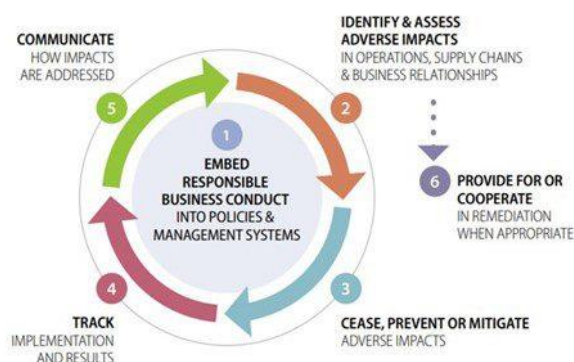 COMMUNICATE
HOW IMPACTS
ARE ADDRESSED
5
IDENTIFY & ASSESS
ADVERSE IMPACTS
IN OPERATIONS, SUPPLY CHAINS
& BUSINESS RELATIONSHIPS
2
1
EMBED
RESPONSIBLE
BUSINESS CONDUCT
INTO POLICIES &
MANAGEMENT SYSTEMS
6
PROVIDE FOR OR
COOPERATE
IN REMEDIATION
WHEN APPROPRIATE
4
TRACK
IMPLEMENTATION
AND RESULTS
3
CEASE, PREVENT OR MITIGATE
ADVERSE IMPACTS